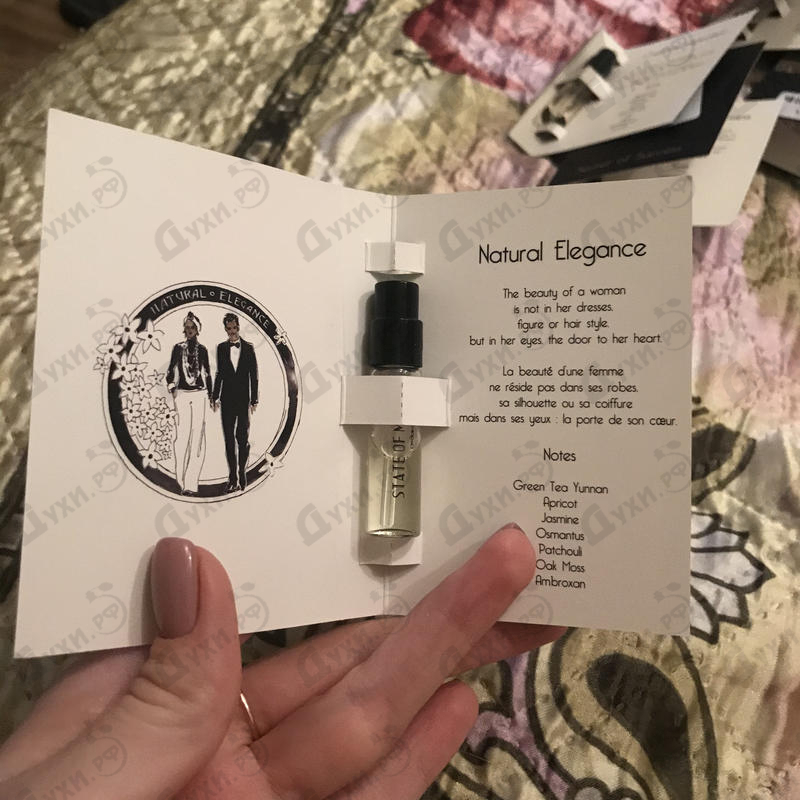 NATURAL ELEGANCE
Natural Elegance
The beauty of a woman
is not in her dresses,
figure or hair style,
but in her eyes, the door to her heart.
La beauté d'une femme
ne réside pas dans ses robes,
sa silhouette ou sa coiffure
mais dans ses yeux : la porte de son cœur.
Notes
Green Tea Yunnan
Apricot
Jasmine
Osmantus
Patchouli
Oak Moss
Ambroxan
STATE OF M
Духи.рф